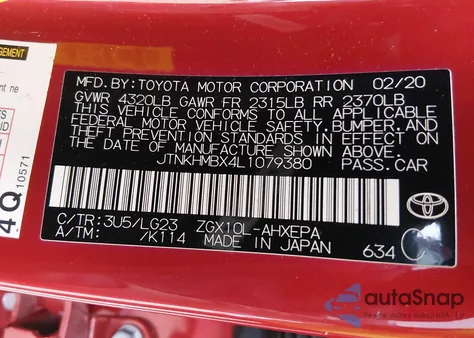 MFD.BY:TOYOTA MOTOR CORPORATION 02/20
GVWR 4320LB GAWR FR 2315LB RR 2370LB
THIS VEHICLE CONFORMS TO ALL APPLICABLE
FEDERAL MOTOR VEHICLE SAFETY, BUMPER, AND
THEFT PREVENTION STANDARDS IN EFFECT ON
THE DATE OF MANUFACTURE SHOWN ABOVE.
JTNKHMBX4L1079380 PASS.CAR
C/TR:3U5/LG23 ZGX10L-AHXEPA
A/TM: /K114 MADE IN JAPAN 634 C
TOYOTA
4Q
10571
autaSnap